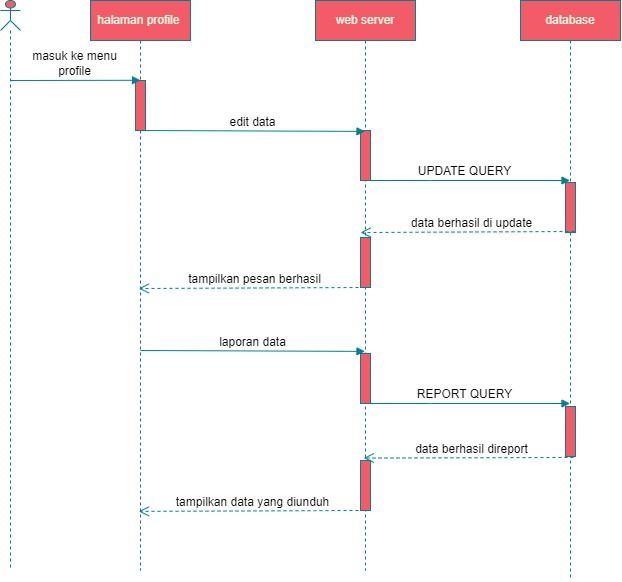 halaman profile
web server
database
masuk ke menu
profile
edit data
UPDATE QUERY
data berhasil di update
tampilkan pesan berhasil
laporan data
REPORT QUERY
data berhasil direport
tampilkan data yang diunduh